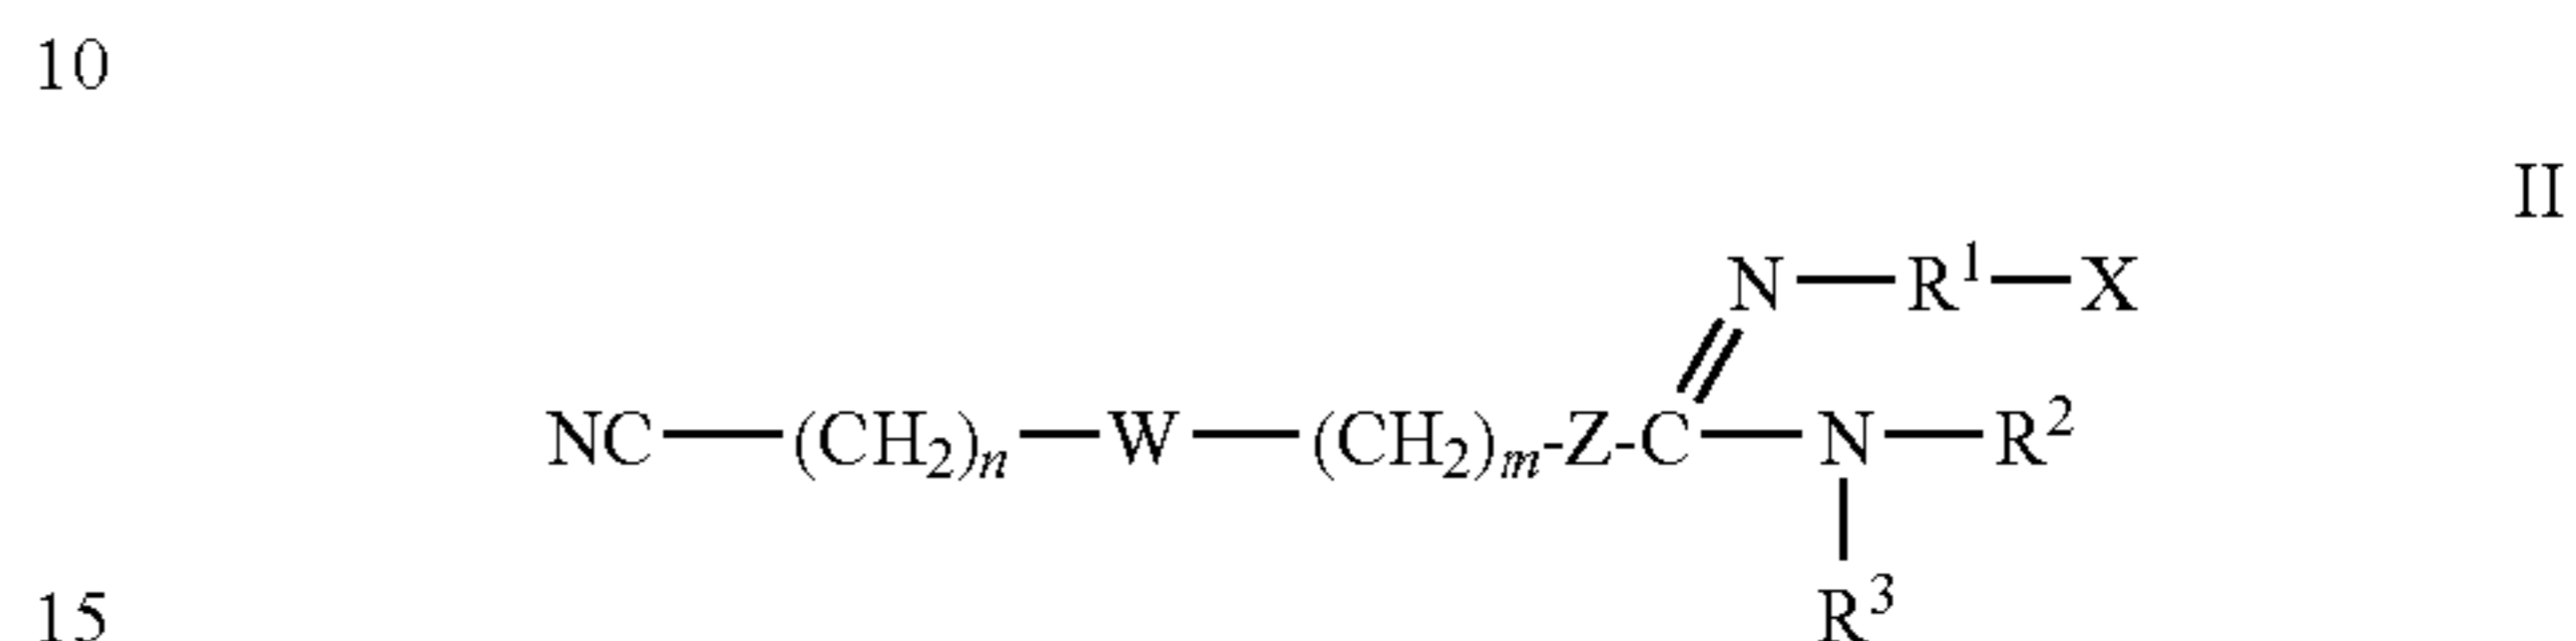 10
II
N—R¹—X
NC—(CH₂)ₙ—W—(CH₂)ₘ-Z-C—N—R²
R³
15